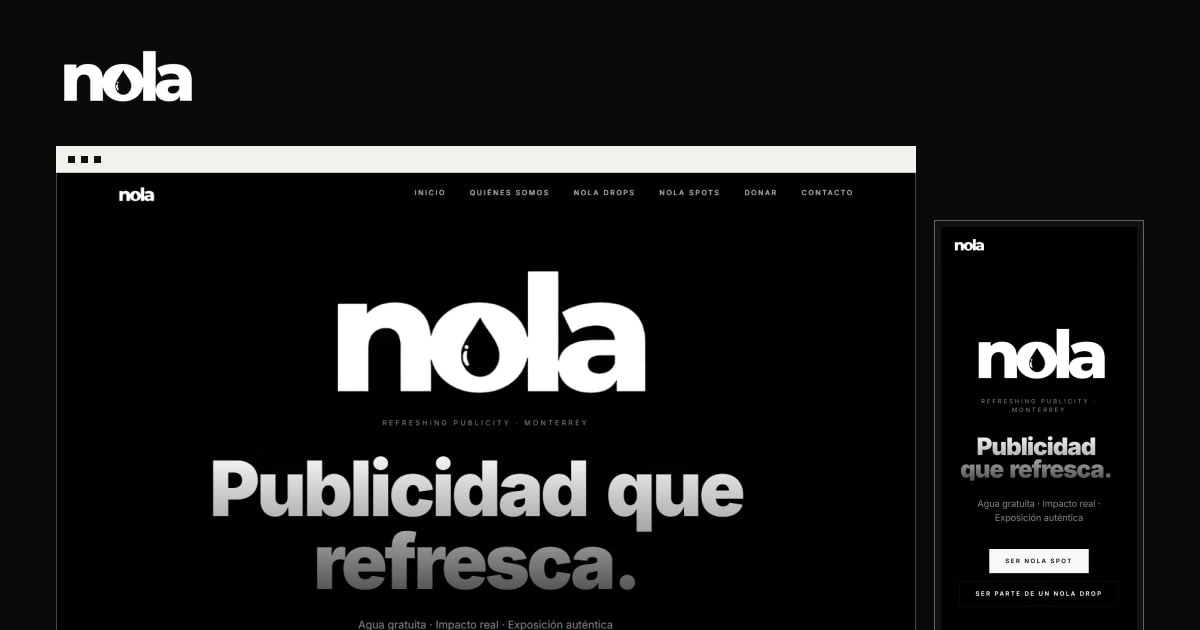 nola
nola
INICIO QUIÉNES SOMOS NOLA DROPS NOLA SPOTS DONAR CONTACTO
nola
REFRESHING PUBLICITY · MONTERREY
Publicidad que
refresca.
Agua gratuita · Impacto real · Exposición auténtica
nola
nola
REFRESHING PUBLICITY ·
MONTERREY
Publicidad
que refresca.
Agua gratuita · Impacto real ·
Exposición auténtica
SER NOLA SPOT
SER PARTE DE UN NOLA DROP